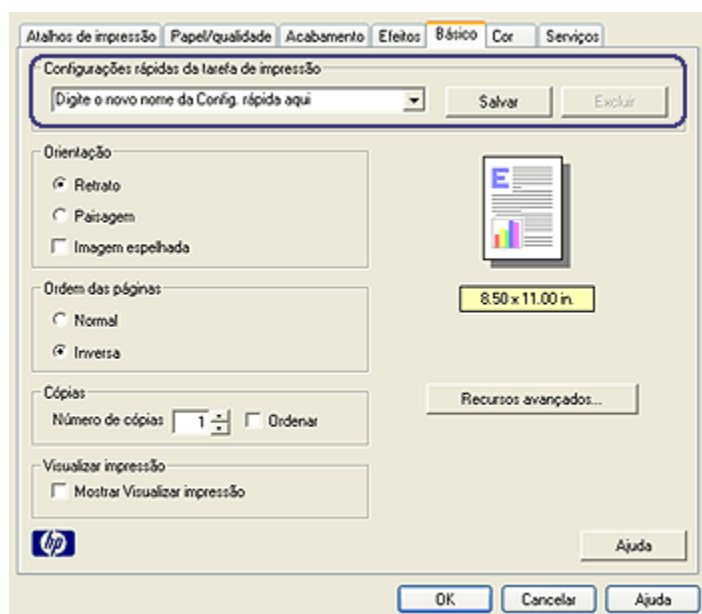 Atalhos de impressão Papel/qualidade Acabamento Efeitos Básico Cor Serviços
Configurações rápidas da tarefa de impressão
Digite o novo nome da Config. rápida aqui Salvar Excluir
Orientação
Retrato
Paisagem
Imagem espelhada
E
8.50 x 11.00 in.
Ordem das páginas
Normal
Inversa
Cópias
Número de cópias 1 Ordenar
Recursos avançados...
Visualizar impressão
Mostrar Visualizar impressão
hp Ajuda
OK Cancelar Ajuda